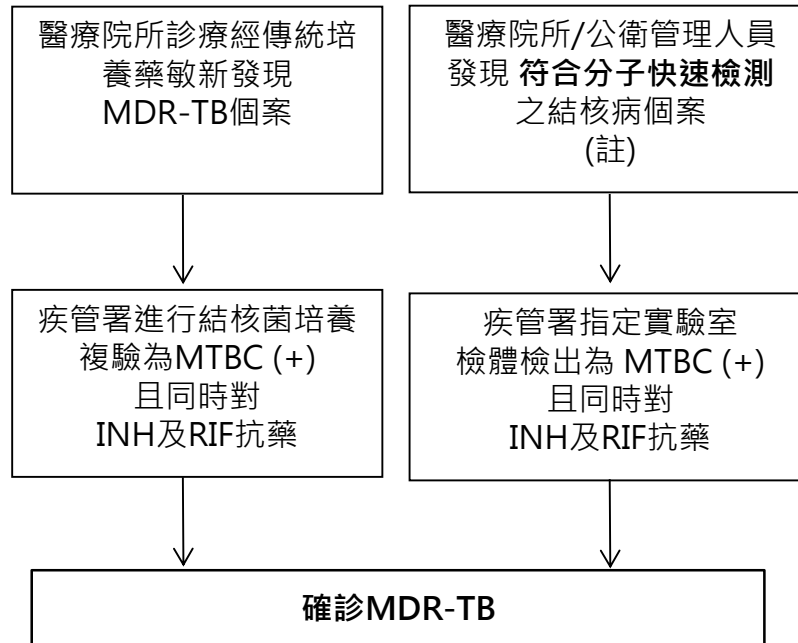 醫療院所診療經傳統培
養藥敏新發現
MDR-TB個案
醫療院所/公衛管理人員
發現 符合分子快速檢測
之結核病個案
(註)
疾管署進行結核菌培養
複驗為MTBC (+)
且同時對
INH及RIF抗藥
疾管署指定實驗室
檢體檢出為 MTBC (+)
且同時對
INH及RIF抗藥
確診MDR-TB